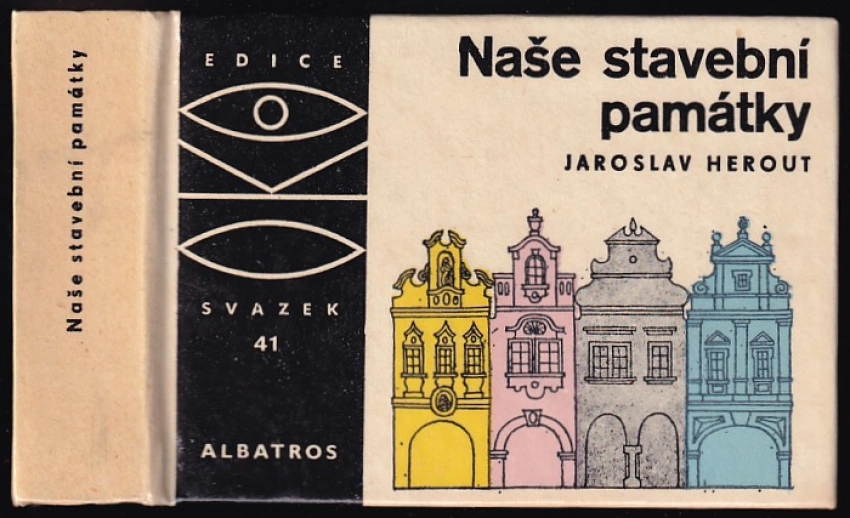 Naše stavební památky
EDICE
SVAZEK
41
ALBATROS
Naše stavební
památky
JAROSLAV HEROUT